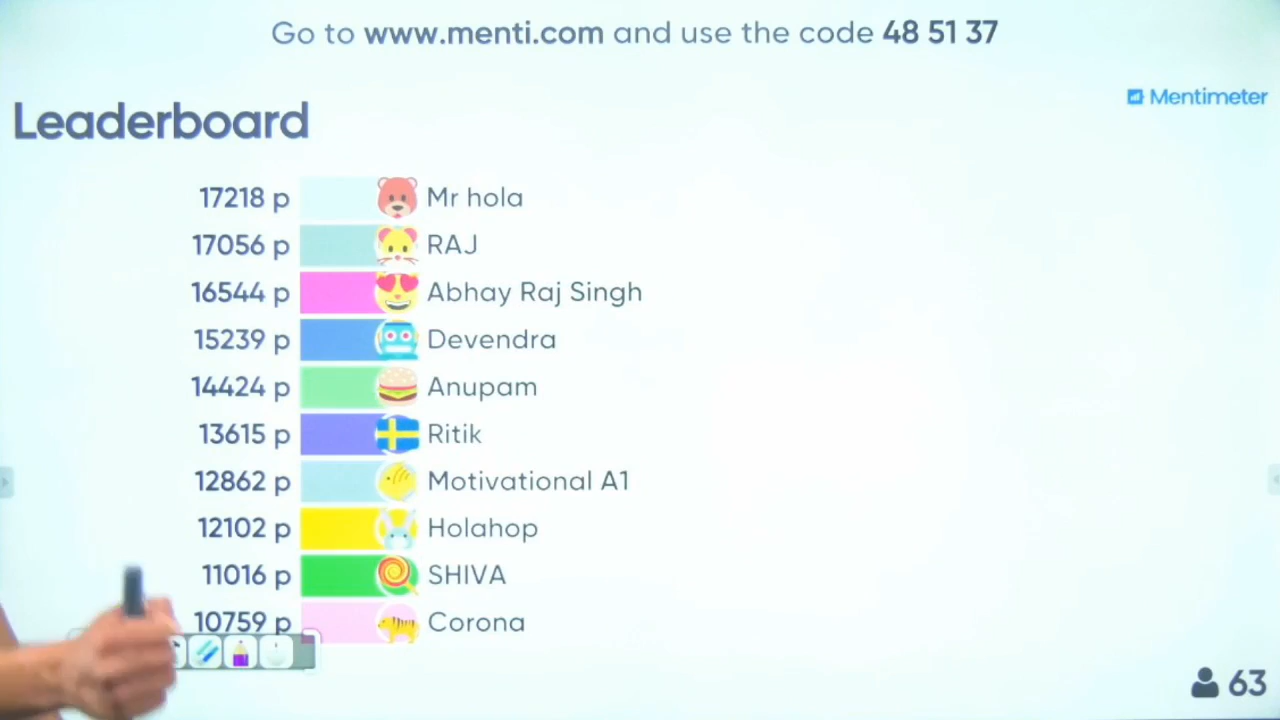 Go to www.menti.com and use the code 48 51 37
Mentimeter
Leaderboard
17218 p Mr hola
17056 p RAJ
16544 p Abhay Raj Singh
15239 p Devendra
14424 p Anupam
13615 p Ritik
12862 p Motivational A1
12102 p Holahop
11016 p SHIVA
10759 p Corona
63